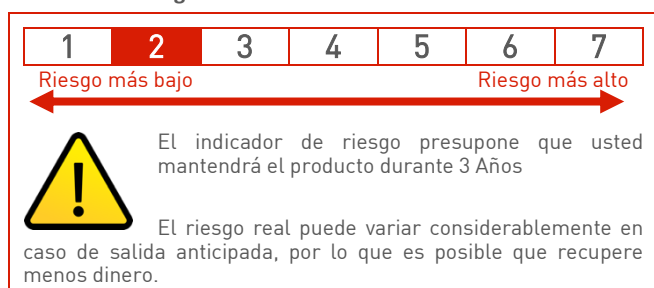 1 2 3 4 5 6 7
Riesgo más bajo Riesgo más alto
El indicador de riesgo presupone que usted
mantendrá el producto durante 3 Años
El riesgo real puede variar considerablemente en
caso de salida anticipada, por lo que es posible que recupere
menos dinero.